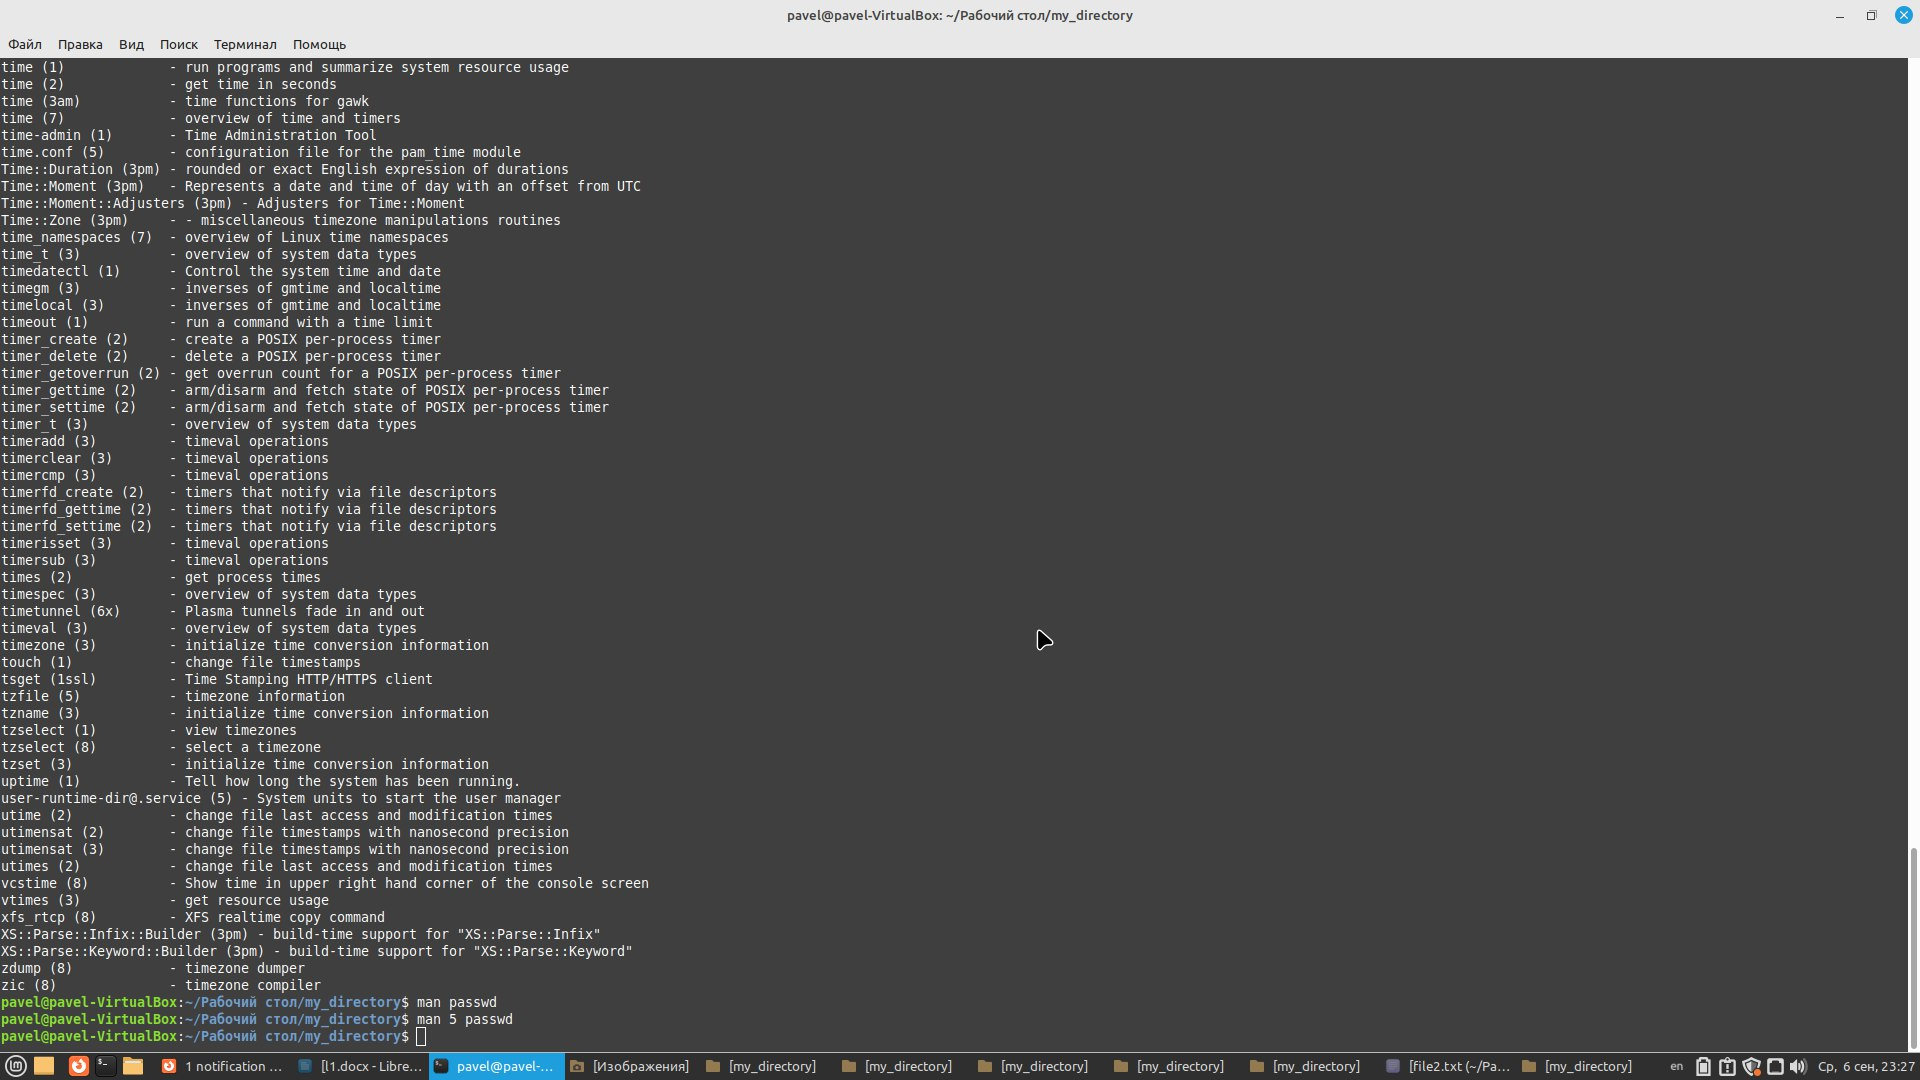 pavel@pavel-VirtualBox: ~/Рабочий стол/my_directory
Файл Правка Вид Поиск Терминал Помощь
time (1)             - run programs and summarize system resource usage
time (2)             - get time in seconds
time (3am)           - time functions for gawk
time (7)             - overview of time and timers
time-admin (1)       - Time Administration Tool
time.conf (5)        - configuration file for the pam_time module
Time::Duration (3pm) - rounded or exact English expression of durations
Time::Moment (3pm)   - Represents a date and time of day with an offset from UTC
Time::Moment::Adjusters (3pm) - Adjusters for Time::Moment
Time::Zone (3pm)     - - miscellaneous timezone manipulations routines
time_namespaces (7)  - overview of Linux time namespaces
time_t (3)           - overview of system data types
timedatectl (1)      - Control the system time and date
timegm (3)           - inverses of gmtime and localtime
timelocal (3)        - inverses of gmtime and localtime
timeout (1)          - run a command with a time limit
timer_create (2)     - create a POSIX per-process timer
timer_delete (2)     - delete a POSIX per-process timer
timer_getoverrun (2) - get overrun count for a POSIX per-process timer
timer_gettime (2)    - arm/disarm and fetch state of POSIX per-process timer
timer_settime (2)    - arm/disarm and fetch state of POSIX per-process timer
timer_t (3)          - overview of system data types
timeradd (3)         - timeval operations
timerclear (3)       - timeval operations
timercmp (3)         - timeval operations
timerfd_create (2)   - timers that notify via file descriptors
timerfd_gettime (2)  - timers that notify via file descriptors
timerfd_settime (2)  - timers that notify via file descriptors
timerisset (3)       - timeval operations
timersub (3)         - timeval operations
times (2)            - get process times
timespec (3)         - overview of system data types
timetunnel (6x)      - Plasma tunnels fade in and out
timeval (3)          - overview of system data types
timezone (3)         - initialize time conversion information
touch (1)            - change file timestamps
tsget (1ssl)         - Time Stamping HTTP/HTTPS client
tzfile (5)           - timezone information
tzname (3)           - initialize time conversion information
tzselect (1)         - view timezones
tzselect (8)         - select a timezone
tzset (3)            - initialize time conversion information
uptime (1)           - Tell how long the system has been running.
user-runtime-dir@.service (5) - System units to start the user manager
utime (2)            - change file last access and modification times
utimensat (2)        - change file timestamps with nanosecond precision
utimensat (3)        - change file timestamps with nanosecond precision
utimes (2)           - change file last access and modification times
vcstime (8)          - Show time in upper right hand corner of the console screen
vtimes (3)           - get resource usage
xfs_rtcp (8)         - XFS realtime copy command
XS::Parse::Infix::Builder (3pm) - build-time support for "XS::Parse::Infix"
XS::Parse::Keyword::Builder (3pm) - build-time support for "XS::Parse::Keyword"
zdump (8)            - timezone dumper
zic (8)              - timezone compiler
pavel@pavel-VirtualBox:~/Рабочий стол/my_directory$ man passwd
pavel@pavel-VirtualBox:~/Рабочий стол/my_directory$ man 5 passwd
pavel@pavel-VirtualBox:~/Рабочий стол/my_directory$
1 notification ... [l1.docx - Libre... pavel@pavel-... [Изображения] [my_directory] [my_directory] [my_directory] [my_directory] [my_directory] [file2.txt (~/Ра... [my_directory] en Ср, 6 сен, 23:27